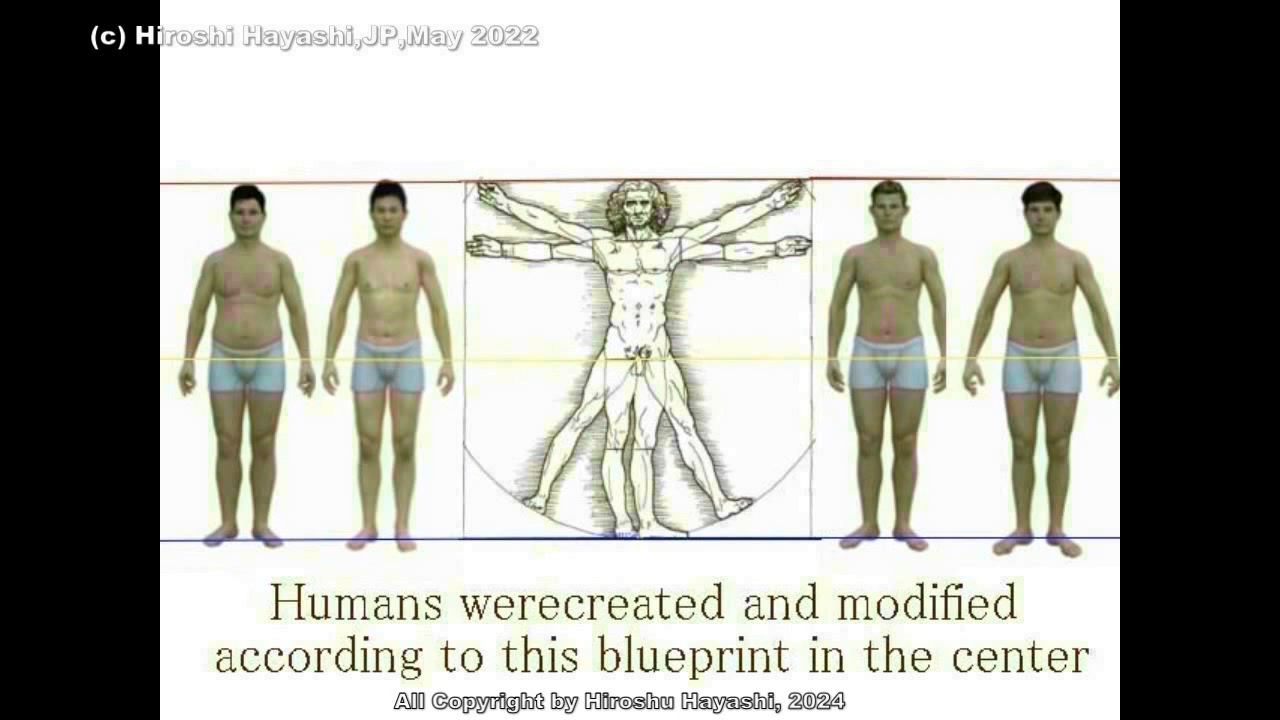 (c) Hiroshi Hayashi,JP,May 2022
Humans werecreated and modified
according to this blueprint in the center
All Copyright by Hiroshu Hayashi, 2024